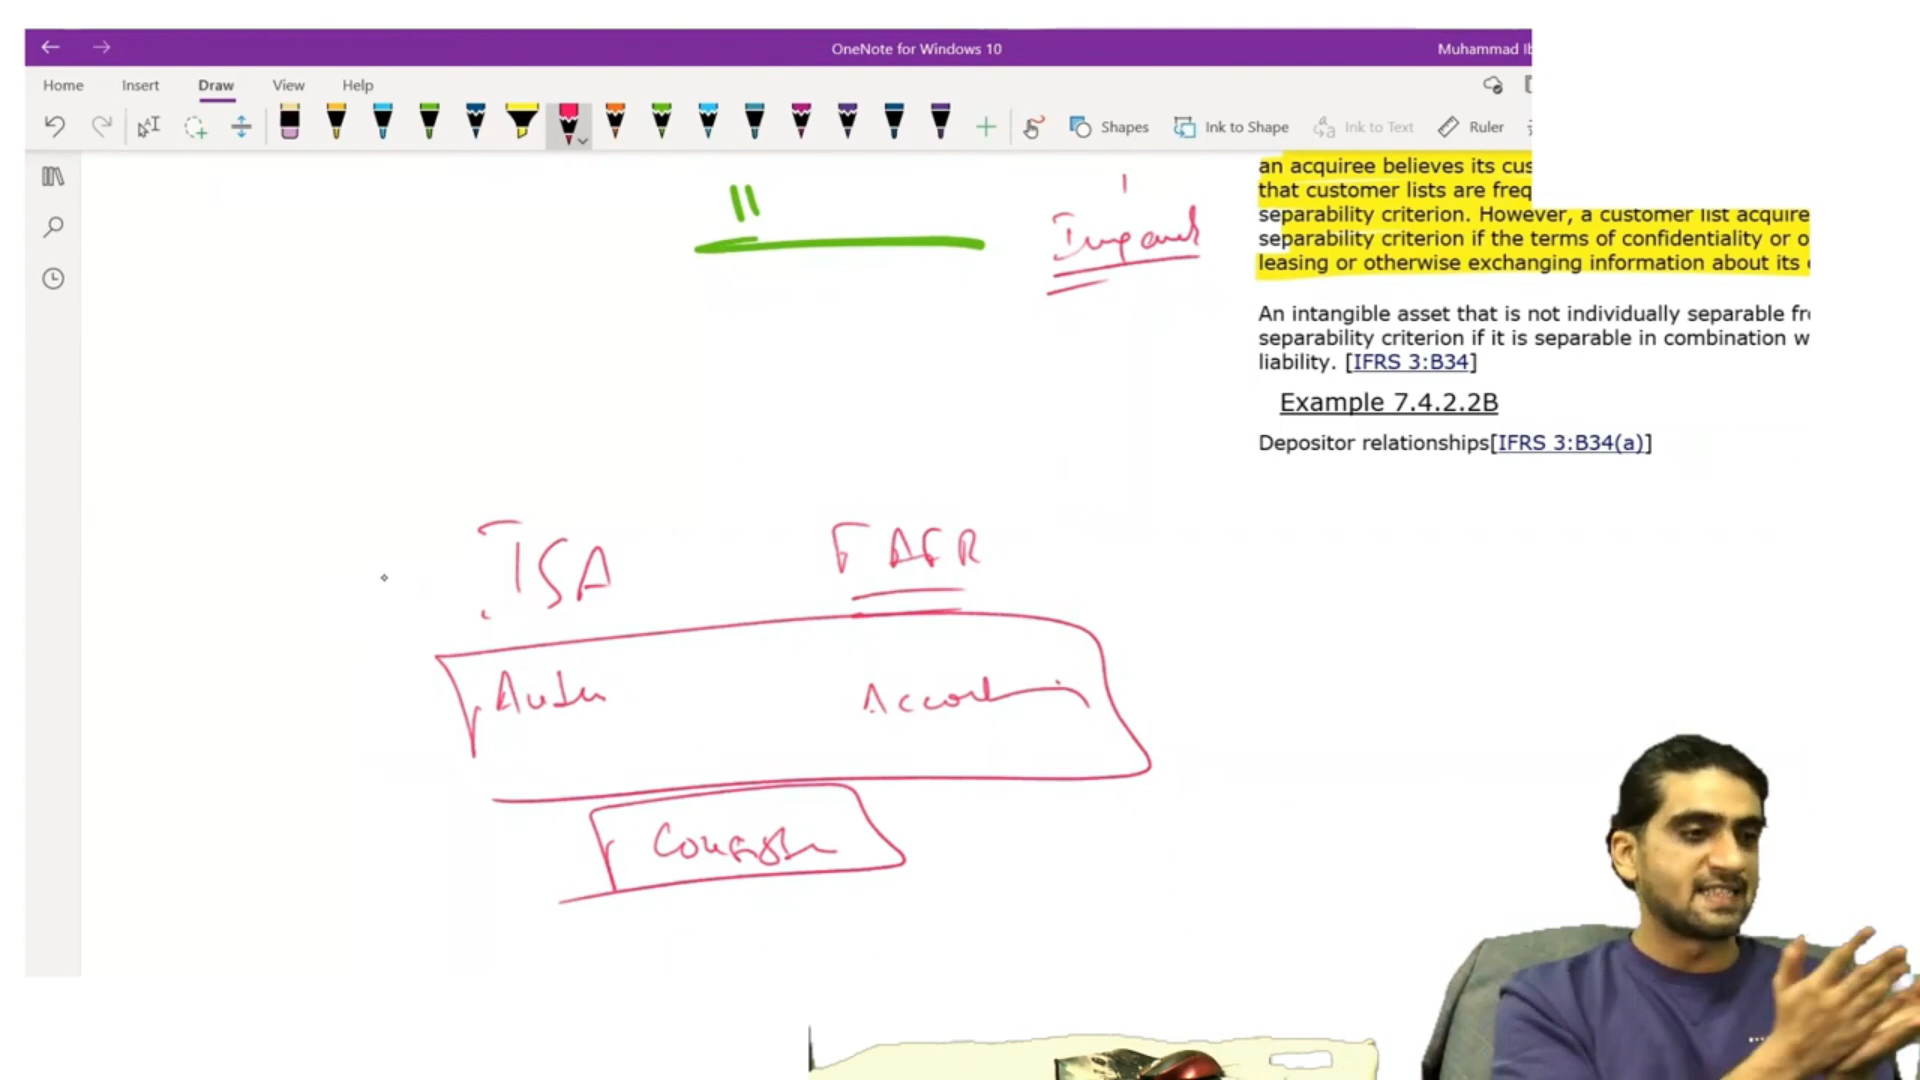 OneNote for Windows 10
Muhammad Ib
Home Insert Draw View Help
Shapes Ink to Shape Ink to Text Ruler
an acquiree believes its cus
that customer lists are freq
separability criterion. However, a customer list acquire
separability criterion if the terms of confidentiality or o
leasing or otherwise exchanging information about its
An intangible asset that is not individually separable fr
separability criterion if it is separable in combination w
liability. [IFRS 3:B34]
Example 7.4.2.2B
Depositor relationships[IFRS 3:B34(a)]
ISA FAFR